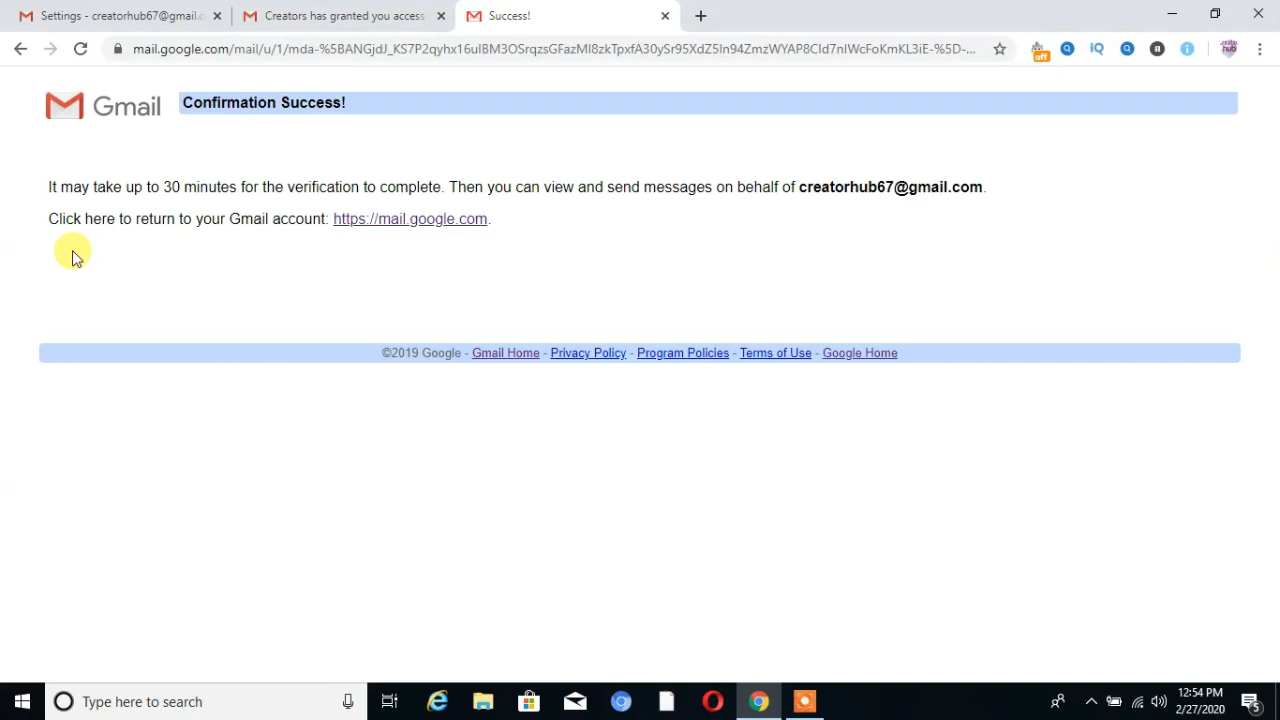 Settings - creatorhub67@gmail.c
Creators has granted you access
Success!
mail.google.com/mail/u/1/mda-%5BANGjdJ_KS7P2qyhx16uIBM3OSrqzsGFazMI8zkTpxfA30ySr95XdZ5In94ZmzWYAP8CId7nIWcFoKmKL3iE-%5D-...
off
IQ
Gmail
Confirmation Success!
It may take up to 30 minutes for the verification to complete. Then you can view and send messages on behalf of creatorhub67@gmail.com.
Click here to return to your Gmail account: https://mail.google.com.
©2019 Google - Gmail Home - Privacy Policy - Program Policies - Terms of Use - Google Home
Type here to search
12:54 PM
2/27/2020
5